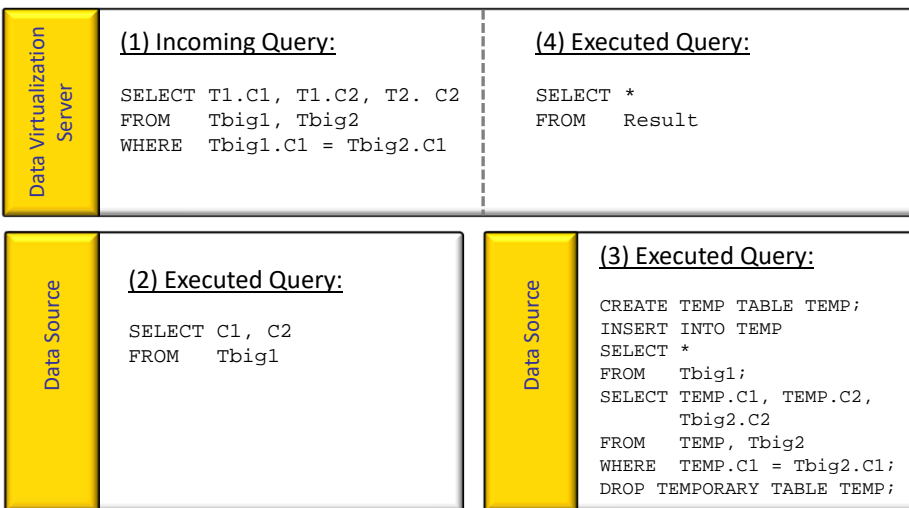 Data Virtualization
Server
(1) Incoming Query:
SELECT T1.C1, T1.C2, T2. C2
FROM Tbig1, Tbig2
WHERE Tbig1.C1 = Tbig2.C1
(4) Executed Query:
SELECT *
FROM Result
Data Source
(2) Executed Query:
SELECT C1, C2
FROM Tbig1
Data Source
(3) Executed Query:
CREATE TEMP TABLE TEMP;
INSERT INTO TEMP
SELECT *
FROM Tbig1;
SELECT TEMP.C1, TEMP.C2,
Tbig2.C2
FROM TEMP, Tbig2
WHERE TEMP.C1 = Tbig2.C1;
DROP TEMPORARY TABLE TEMP;